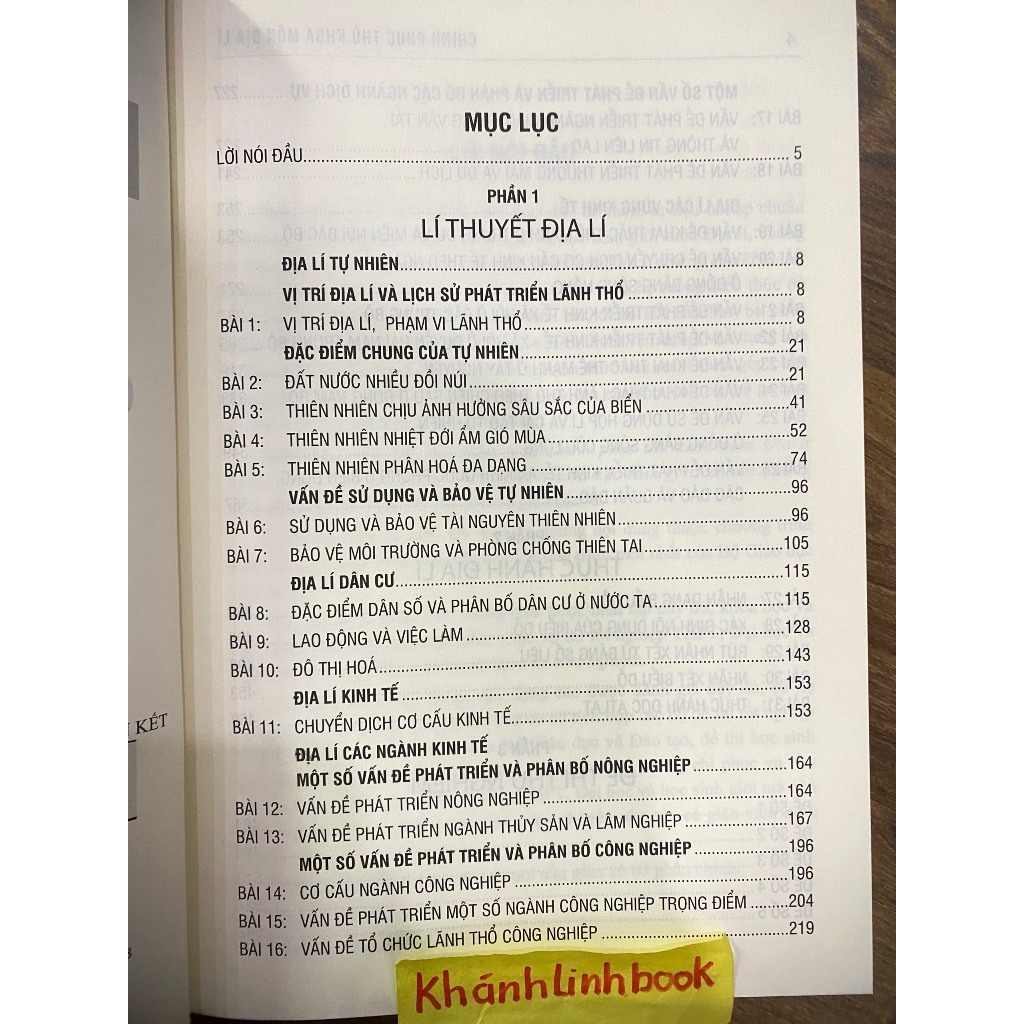 MỤC LỤC
LỜI NÓI ĐẦU........5
PHẦN 1
LÍ THUYẾT ĐỊA LÍ
ĐỊA LÍ TỰ NHIÊN........8
VỊ TRÍ ĐỊA LÍ VÀ LỊCH SỬ PHÁT TRIỂN LÃNH THỔ........8
BÀI 1: VỊ TRÍ ĐỊA LÍ, PHẠM VI LÃNH THỔ........8
ĐẶC ĐIỂM CHUNG CỦA TỰ NHIÊN........21
BÀI 2: ĐẤT NƯỚC NHIỀU ĐỒI NÚI........21
BÀI 3: THIÊN NHIÊN CHỊU ẢNH HƯỞNG SÂU SẮC CỦA BIỂN........41
BÀI 4: THIÊN NHIÊN NHIỆT ĐỚI ẨM GIÓ MÙA........52
BÀI 5: THIÊN NHIÊN PHÂN HOÁ ĐA DẠNG........74
VẤN ĐỀ SỬ DỤNG VÀ BẢO VỆ TỰ NHIÊN........96
BÀI 6: SỬ DỤNG VÀ BẢO VỆ TÀI NGUYÊN THIÊN NHIÊN........96
BÀI 7: BẢO VỆ MÔI TRƯỜNG VÀ PHÒNG CHỐNG THIÊN TAI........105
ĐỊA LÍ DÂN CƯ........115
BÀI 8: ĐẶC ĐIỂM DÂN SỐ VÀ PHÂN BỐ DÂN CƯ Ở NƯỚC TA........115
BÀI 9: LAO ĐỘNG VÀ VIỆC LÀM........128
BÀI 10: ĐÔ THỊ HOÁ........143
ĐỊA LÍ KINH TẾ........153
BÀI 11: CHUYỂN DỊCH CƠ CẤU KINH TẾ........153
ĐỊA LÍ CÁC NGÀNH KINH TẾ
MỘT SỐ VẤN ĐỀ PHÁT TRIỂN VÀ PHÂN BỐ NÔNG NGHIỆP........164
BÀI 12: VẤN ĐỀ PHÁT TRIỂN NÔNG NGHIỆP........164
BÀI 13: VẤN ĐỀ PHÁT TRIỂN NGÀNH THỦY SẢN VÀ LÂM NGHIỆP........167
MỘT SỐ VẤN ĐỀ PHÁT TRIỂN VÀ PHÂN BỐ CÔNG NGHIỆP........196
BÀI 14: CƠ CẤU NGÀNH CÔNG NGHIỆP........196
BÀI 15: VẤN ĐỀ PHÁT TRIỂN MỘT SỐ NGÀNH CÔNG NGHIỆP TRỌNG ĐIỂM........204
BÀI 16: VẤN ĐỀ TỔ CHỨC LÃNH THỔ CÔNG NGHIỆP........219
KhánhLinhbook
KẾT
3